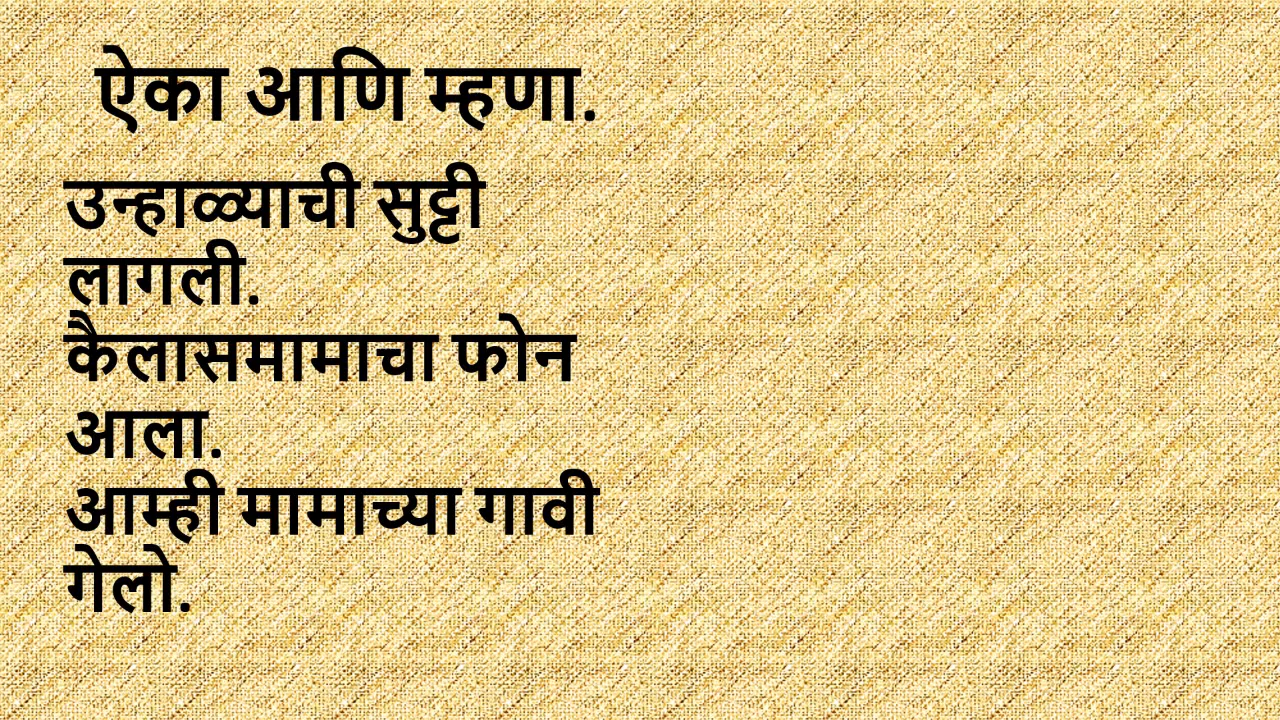 ऐका आणि म्हणा.
उन्हाळ्याची सुट्टी
लागली.
कैलासमामाचा फोन
आला.
आम्ही मामाच्या गावी
गेलो.